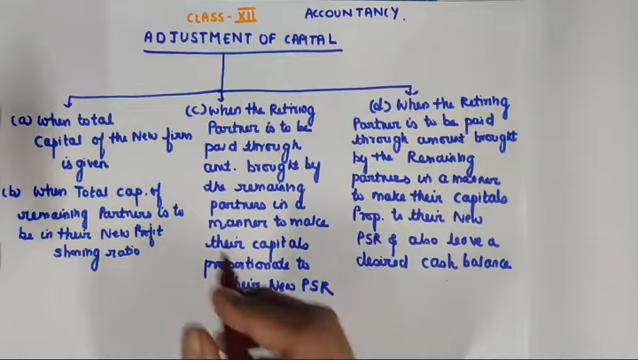 CLASS-XII ACCOUNTANCY.
ADJUSTMENT OF CAPITAL
(a) When total
Capital of the New firm
is given
(b) When Total cap. of
remaining Partners is to
be in their New Profit
sharing ratio
(c) When the Retiring
Partner is to be
paid through
amt. brought by
the remaining
partners in a
manner to make
their capitals
proportionate to
their New PSR
(d) When the Retiring
Partner is to be paid
through amount brought
by the Remaining
partners in a manner
to make their capitals
Prop. to their New
PSR & also leave a
desired cash balance